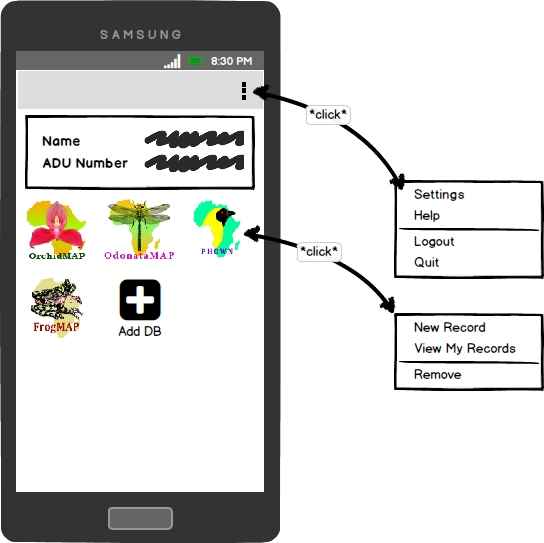 SAMSUNG
8:30 PM
*click*
Name
ADU Number
Settings
Help
Logout
Quit
OrchidMAP
OdonataMAP
PHOWN
*click*
FrogMAP
Add DB
New Record
View My Records
Remove